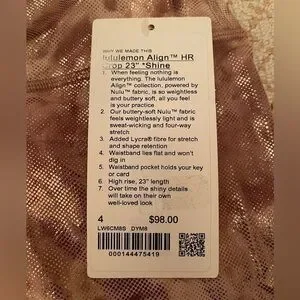 WHY WE MADE THIS
lululemon Align™ HR
Crop 23" *Shine
1. When feeling nothing is
everything. The lululemon
Align™ collection, powered by
Nulu™ fabric, is so weightless
and buttery soft, all you feel
is your practice
2. Our buttery-soft Nulu™ fabric
feels weightlessly light and is
sweat-wicking and four-way
stretch
3. Added Lycra® fibre for stretch
and shape retention
4. Waistband lies flat and won't
dig in
5. Waistband pocket holds your key
or card
6. High rise, 23" length
7. Over time the shiny details
will take on their own
well-loved look
4 $98.00
LW6CM8S DYM8
000144475419